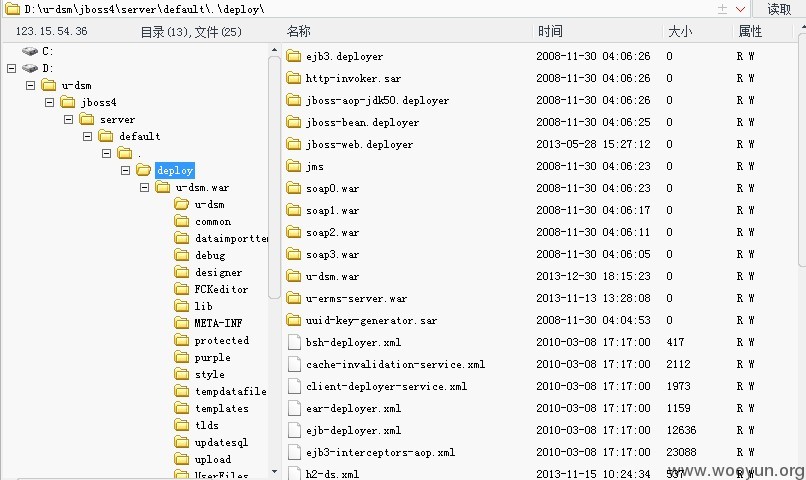 D:\u-dsm\jboss4\server\default\.\deploy\ 读取
123.15.54.36 目录(13),文件(25) 名称 时间 大小 属性
C:
D:
u-dsm
jboss4
server
default
.
deploy
u-dsm.war
u-dsm
common
dataimportte
debug
designer
FCKeditor
lib
META-INF
protected
purple
style
tempdatafile
templates
tlds
updatesql
upload
UserFiles
ejb3.deployer 2008-11-30 04:06:26 0 R W
http-invoker.sar 2008-11-30 04:06:26 0 R W
jboss-aop-jdk50.deployer 2008-11-30 04:06:26 0 R W
jboss-bean.deployer 2008-11-30 04:06:25 0 R W
jboss-web.deployer 2013-05-28 15:27:12 0 R W
jms 2008-11-30 04:06:23 0 R W
soap0.war 2008-11-30 04:06:23 0 R W
soap1.war 2008-11-30 04:06:17 0 R W
soap2.war 2008-11-30 04:06:11 0 R W
soap3.war 2008-11-30 04:06:05 0 R W
u-dsm.war 2013-12-30 18:15:23 0 R W
u-erms-server.war 2013-11-13 13:28:08 0 R W
uuid-key-generator.sar 2008-11-30 04:04:53 0 R W
bsh-deployer.xml 2010-03-08 17:17:00 417 R W
cache-invalidation-service.xml 2010-03-08 17:17:00 2112 R W
client-deployer-service.xml 2010-03-08 17:17:00 1973 R W
ear-deployer.xml 2010-03-08 17:17:00 1159 R W
ejb-deployer.xml 2010-03-08 17:17:00 12636 R W
ejb3-interceptors-aop.xml 2010-03-08 17:17:00 23088 R W
h2-ds.xml 2013-11-15 10:24:34 537 R W
www.wooyun.org